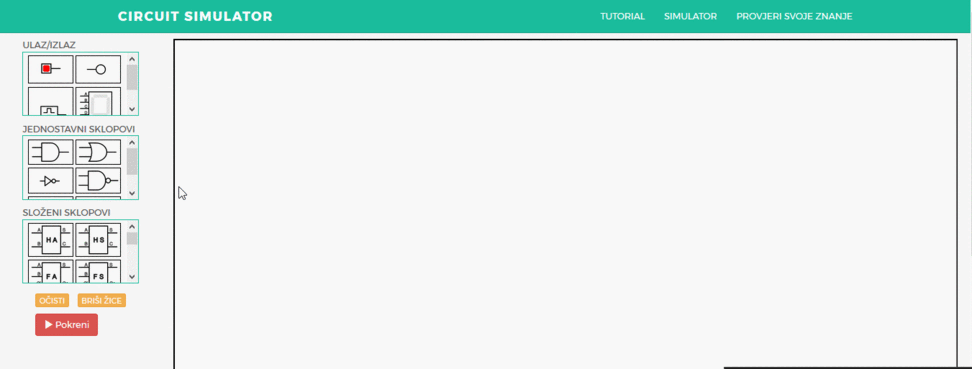 CIRCUIT SIMULATOR
TUTORIAL SIMULATOR PROVJERI SVOJE ZNANJE
ULAZ/IZLAZ
JEDNOSTAVNI SKLOPOVI
SLOŽENI SKLOPOVI
A S A S
HA HS
B C B C
A S A S
FA FS
OČISTI BRIŠI ŽICE
Pokreni